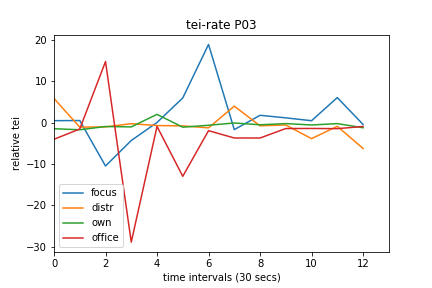 tei-rate P03
relative tei
20
10
0
−10
−20
−30
focus
distr
own
office
0 2 4 6 8 10 12
time intervals (30 secs)